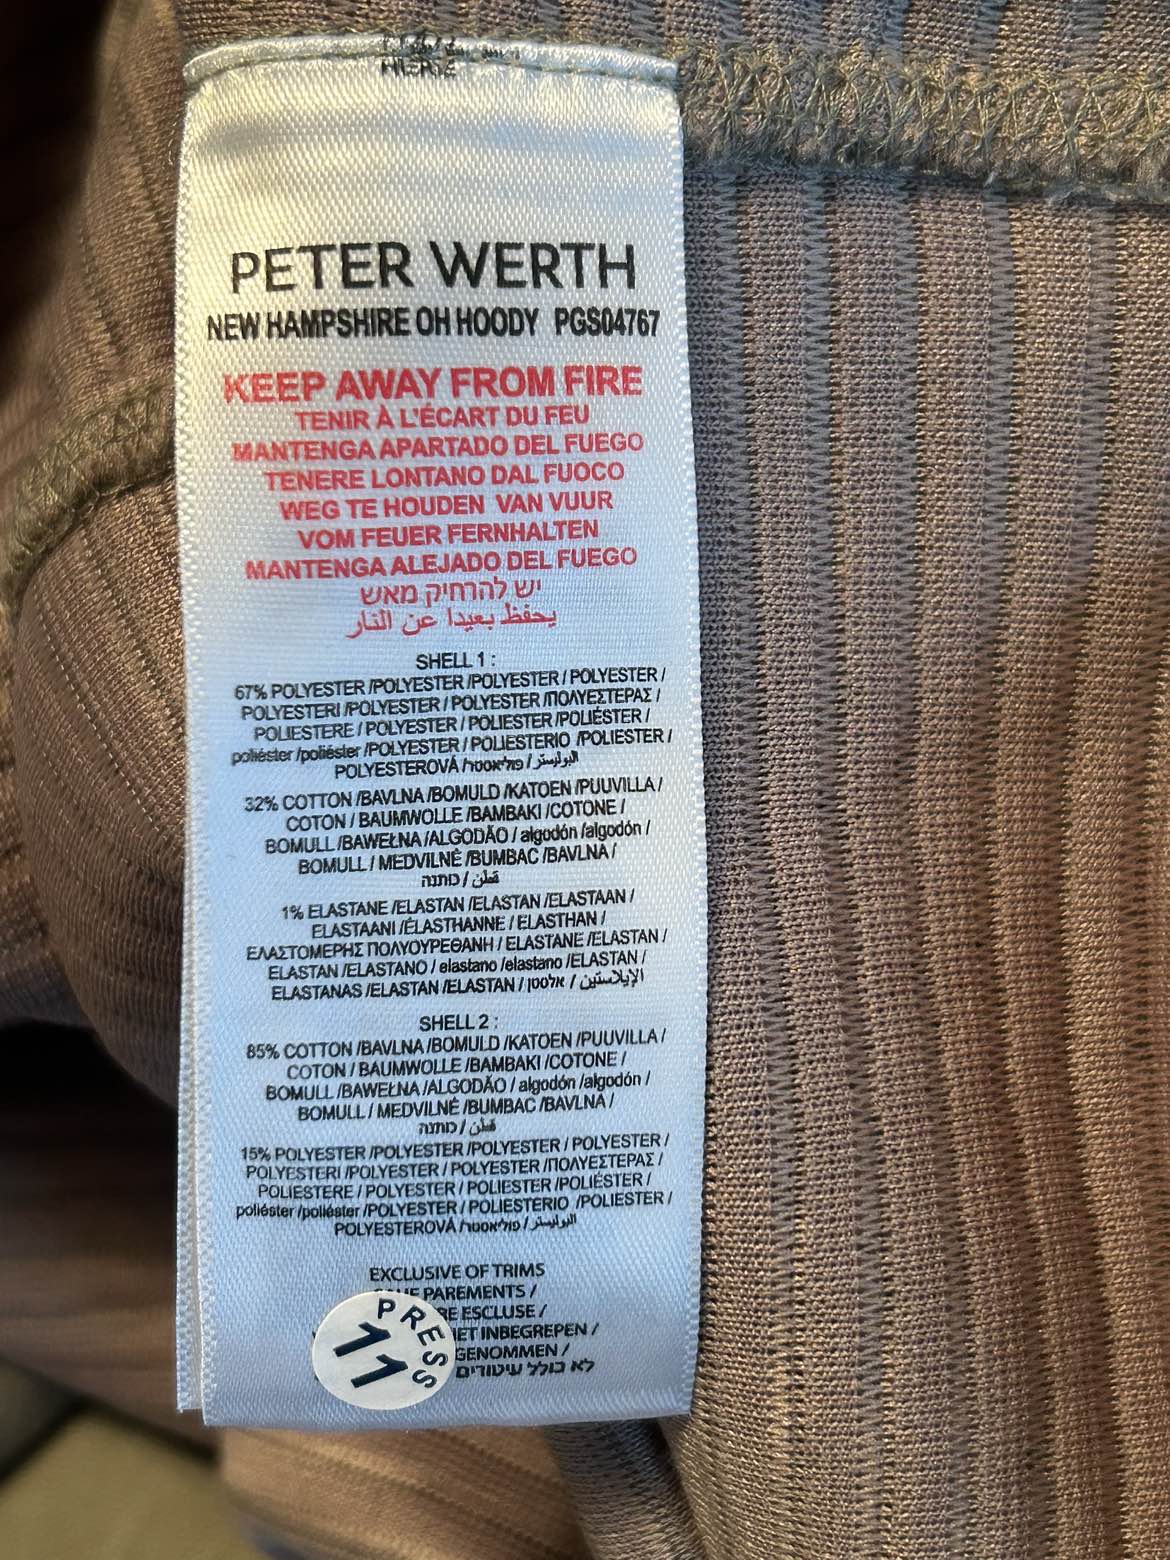 PETER WERTH
NEW HAMPSHIRE OH HOODY PGS04767
KEEP AWAY FROM FIRE
TENIR À L'ÉCART DU FEU
MANTENGA APARTADO DEL FUEGO
TENERE LONTANO DAL FUOCO
WEG TE HOUDEN VAN VUUR
VOM FEUER FERNHALTEN
MANTENGA ALEJADO DEL FUEGO
יש להרחיק מאש
يحفظ بعيدا عن النار
SHELL 1 :
67% POLYESTER /POLYESTER /POLYESTER / POLYESTER /
POLYESTERI /POLYESTER / POLYESTER /ΠΟΛΥΕΣΤΕΡΑΣ /
POLIESTERE / POLYESTER / POLIESTER /POLIÉSTER /
poliéster /poliéster /POLYESTER / POLIESTERIO /POLIESTER /
POLYESTEROVÁ /פוליאסטר / البوليستر
32% COTTON /BAVLNA /BOMULD /KATOEN /PUUVILLA /
COTON / BAUMWOLLE /BAMBAKI /COTONE /
BOMULL /BAWEŁNA /ALGODÃO / algodón /algodón /
BOMULL / MEDVILNĖ /BUMBAC /BAVLNA /
כותנה / قطن
1% ELASTANE /ELASTAN /ELASTAN /ELASTAAN /
ELASTAANI /ÉLASTHANNE / ELASTHAN /
ΕΛΑΣΤΟΜΕΡΗΣ ΠΟΛΥΟΥΡΕΘΑΝΗ / ELASTANE /ELASTAN /
ELASTAN /ELASTANO / elastano /elastano /ELASTAN /
ELASTANAS /ELASTAN /ELASTAN / אלסטן / الإيلاستين
SHELL 2 :
85% COTTON /BAVLNA /BOMULD /KATOEN /PUUVILLA /
COTON / BAUMWOLLE /BAMBAKI /COTONE /
BOMULL /BAWEŁNA /ALGODÃO / algodón /algodón /
BOMULL / MEDVILNĖ /BUMBAC /BAVLNA /
כותנה / قطن
15% POLYESTER /POLYESTER /POLYESTER / POLYESTER /
POLYESTERI /POLYESTER / POLYESTER /ΠΟΛΥΕΣΤΕΡΑΣ /
POLIESTERE / POLYESTER / POLIESTER /POLIÉSTER /
poliéster /poliéster /POLYESTER / POLIESTERIO /POLIESTER /
POLYESTEROVÁ /פוליאסטר / البوليستر
EXCLUSIVE OF TRIMS
PAREMENTS /
ESCLUSE /
INBEGREPEN /
GENOMMEN /
לא כולל עיטורים
PRESS
11